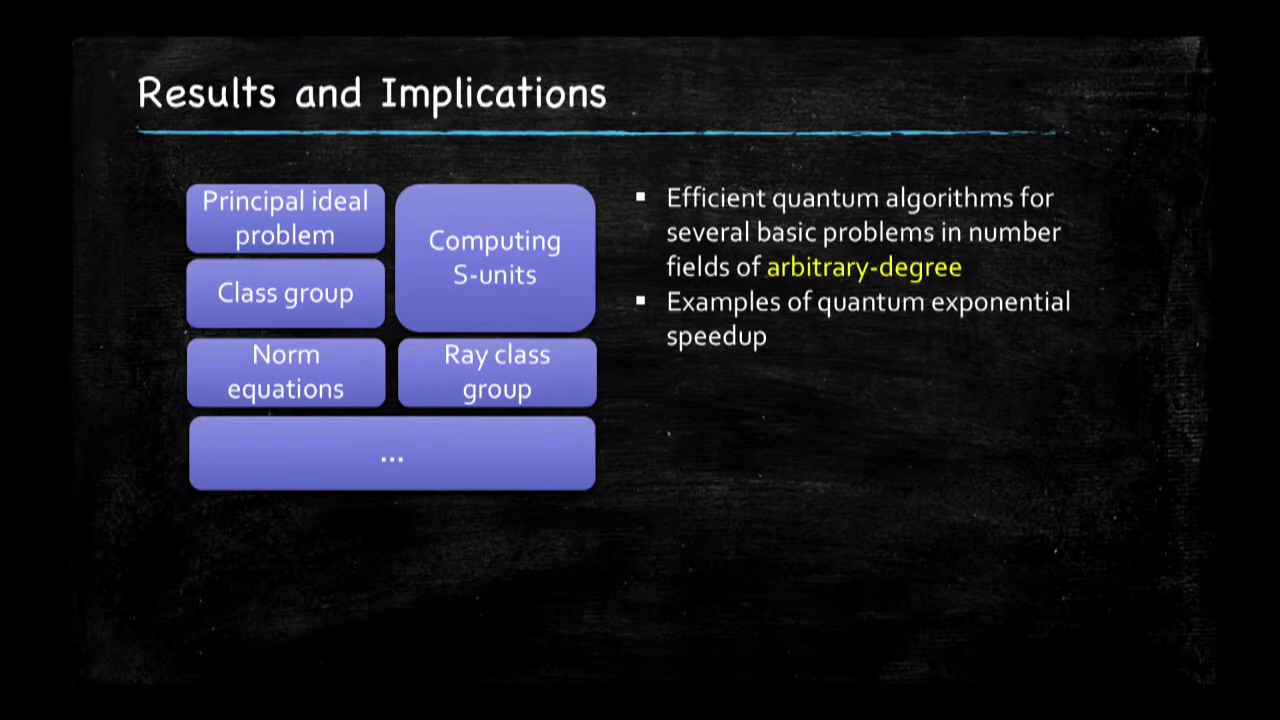 Results and Implications
Principal ideal
problem
Class group
Computing
S-units
Norm
equations
Ray class
group
...
▪ Efficient quantum algorithms for
several basic problems in number
fields of arbitrary-degree
▪ Examples of quantum exponential
speedup